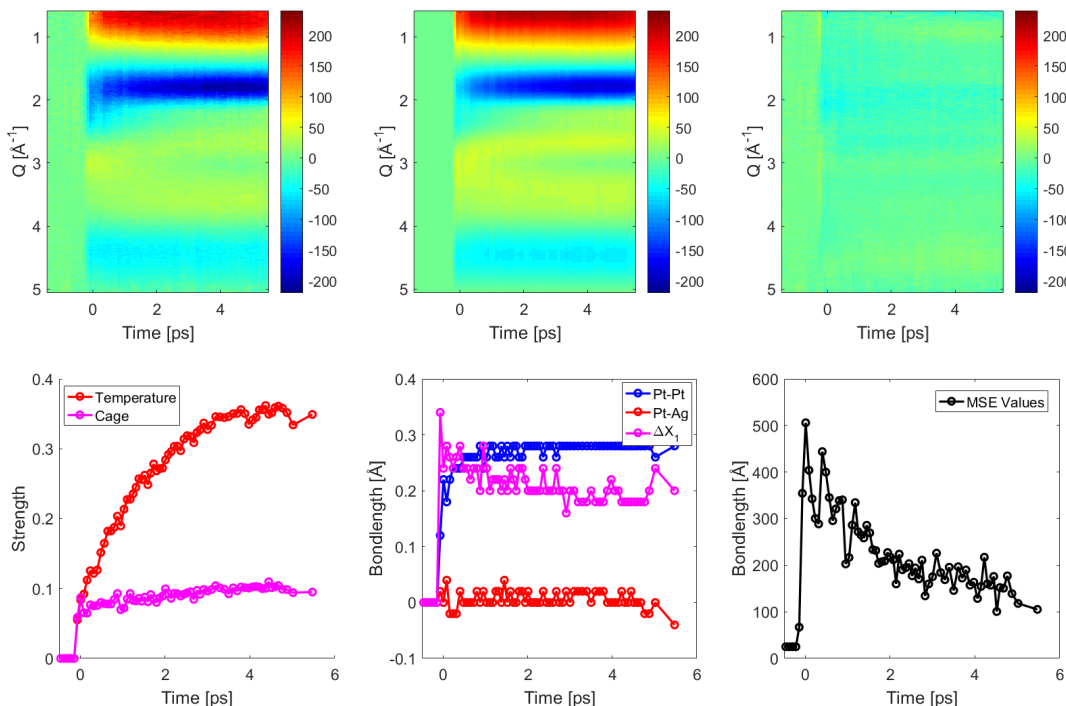 1
2
3
4
5
Q [Å⁻¹]
0 2 4
Time [ps]
200
150
100
50
0
-50
-100
-150
-200
1
2
3
4
5
Q [Å⁻¹]
0 2 4
Time [ps]
200
150
100
50
0
-50
-100
-150
-200
1
2
3
4
5
Q [Å⁻¹]
0 2 4
Time [ps]
200
150
100
50
0
-50
-100
-150
-200
0.4
0.3
0.2
0.1
0
Strength
Temperature
Cage
0 2 4 6
Time [ps]
0.4
0.3
0.2
0.1
0
-0.1
Bondlength [Å]
Pt-Pt
Pt-Ag
ΔX₁
0 2 4 6
Time [ps]
600
500
400
300
200
100
0
Bondlength [Å]
MSE Values
0 2 4 6
Time [ps]